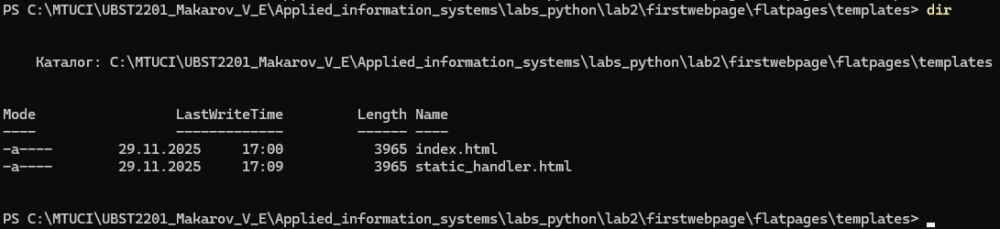 PS C:\MTUCI\UBST2201_Makarov_V_E\Applied_information_systems\labs_python\lab2\firstwebpage\flatpages\templates> dir
Каталог: C:\MTUCI\UBST2201_Makarov_V_E\Applied_information_systems\labs_python\lab2\firstwebpage\flatpages\templates
Mode LastWriteTime Length Name
---- ------------- ------ ----
-a---- 29.11.2025 17:00 3965 index.html
-a---- 29.11.2025 17:09 3965 static_handler.html
PS C:\MTUCI\UBST2201_Makarov_V_E\Applied_information_systems\labs_python\lab2\firstwebpage\flatpages\templates>